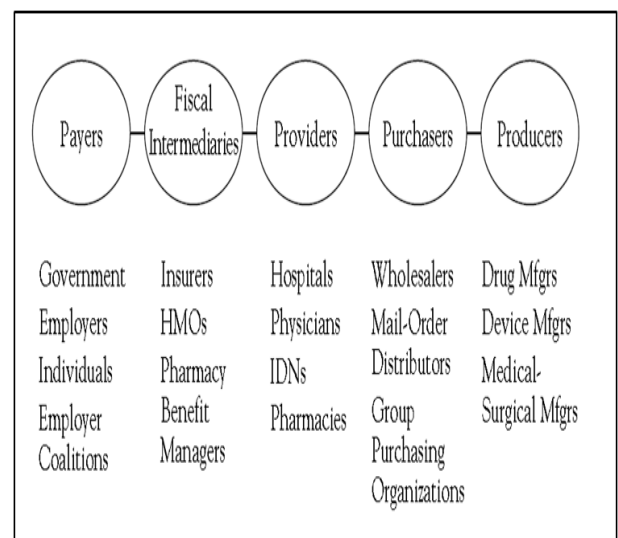 Payers
Fiscal
Intermediaries
Providers
Purchasers
Producers
Government
Employers
Individuals
Employer
Coalitions
Insurers
HMOs
Pharmacy
Benefit
Managers
Hospitals
Physicians
IDNs
Pharmacies
Wholesalers
Mail-Order
Distributors
Group
Purchasing
Organizations
Drug Mfgrs
Device Mfgrs
Medical-
Surgical Mfgrs